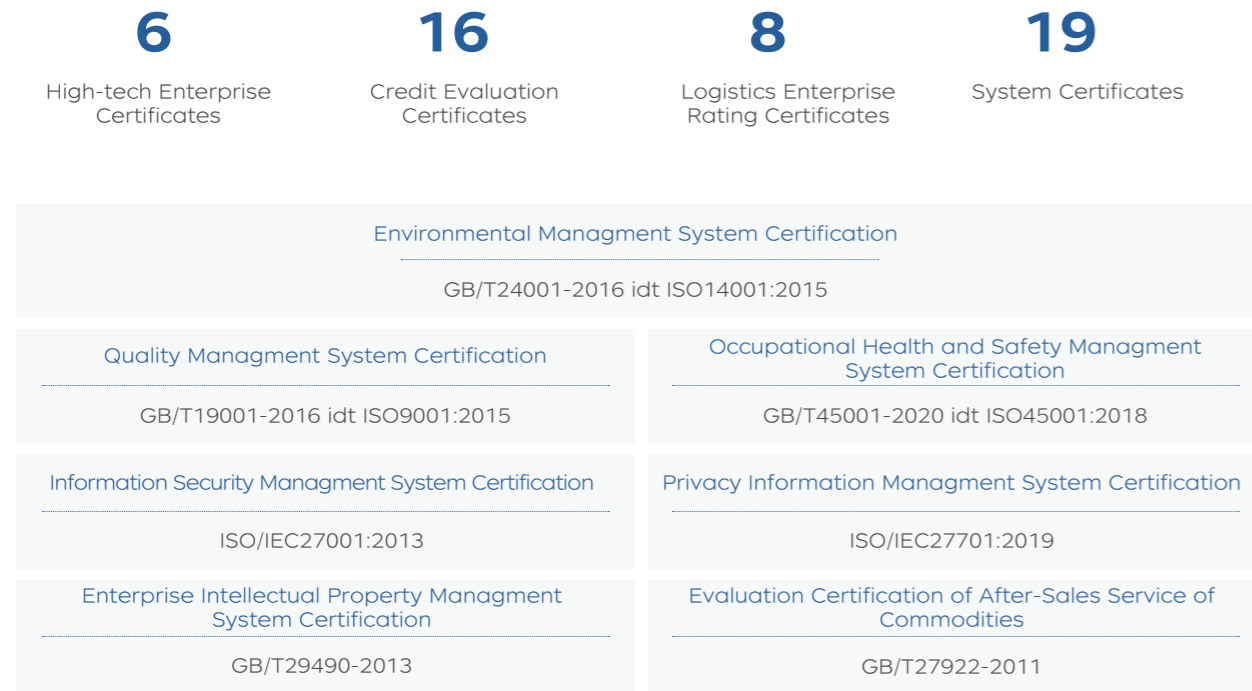 6
High-tech Enterprise
Certificates
16
Credit Evaluation
Certificates
8
Logistics Enterprise
Rating Certificates
19
System Certificates
Environmental Managment System Certification
GB/T24001-2016 idt ISO14001:2015
Quality Managment System Certification
GB/T19001-2016 idt ISO9001:2015
Occupational Health and Safety Managment
System Certification
GB/T45001-2020 idt ISO45001:2018
Information Security Managment System Certification
ISO/IEC27001:2013
Privacy Information Managment System Certification
ISO/IEC27701:2019
Enterprise Intellectual Property Managment
System Certification
GB/T29490-2013
Evaluation Certification of After-Sales Service of
Commodities
GB/T27922-2011